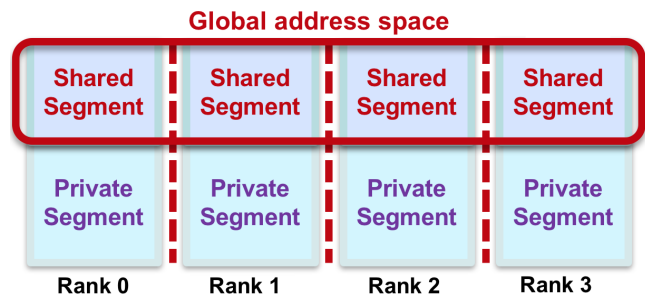 Global address space
Shared Segment
Shared Segment
Shared Segment
Shared Segment
Private Segment
Private Segment
Private Segment
Private Segment
Rank 0
Rank 1
Rank 2
Rank 3